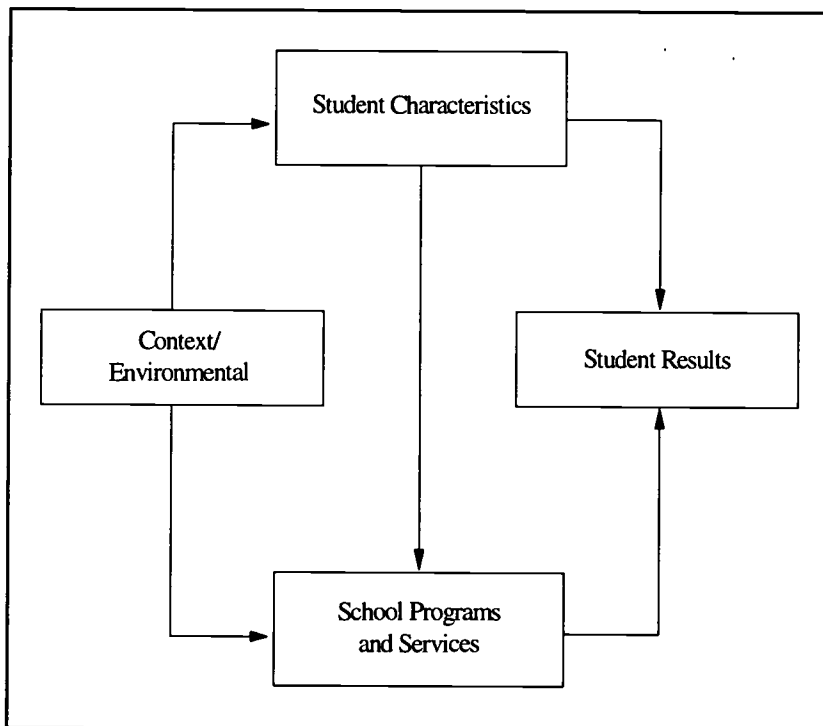 Student Characteristics
Context/
Environmental
Student Results
School Programs
and Services